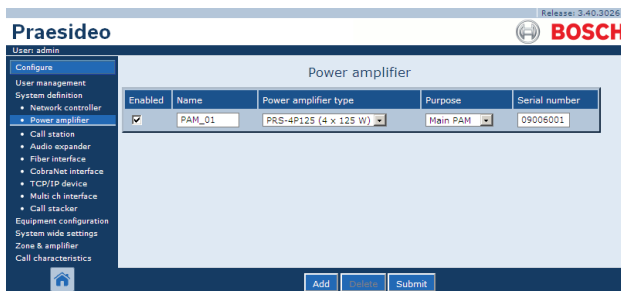 Release: 3.40.3026
Praesideo
BOSCH
User: admin
Configure
Power amplifier
User management
System definition
• Network controller
• Power amplifier
• Call station
• Audio expander
• Fiber interface
• CobraNet interface
• TCP/IP device
• Multi ch interface
• Call stacker
Equipment configuration
System wide settings
Zone & amplifier
Call characteristics
Enabled Name Power amplifier type Purpose Serial number
PAM_01 PRS-4P125 (4 x 125 W) Main PAM 09006001
Add Delete Submit